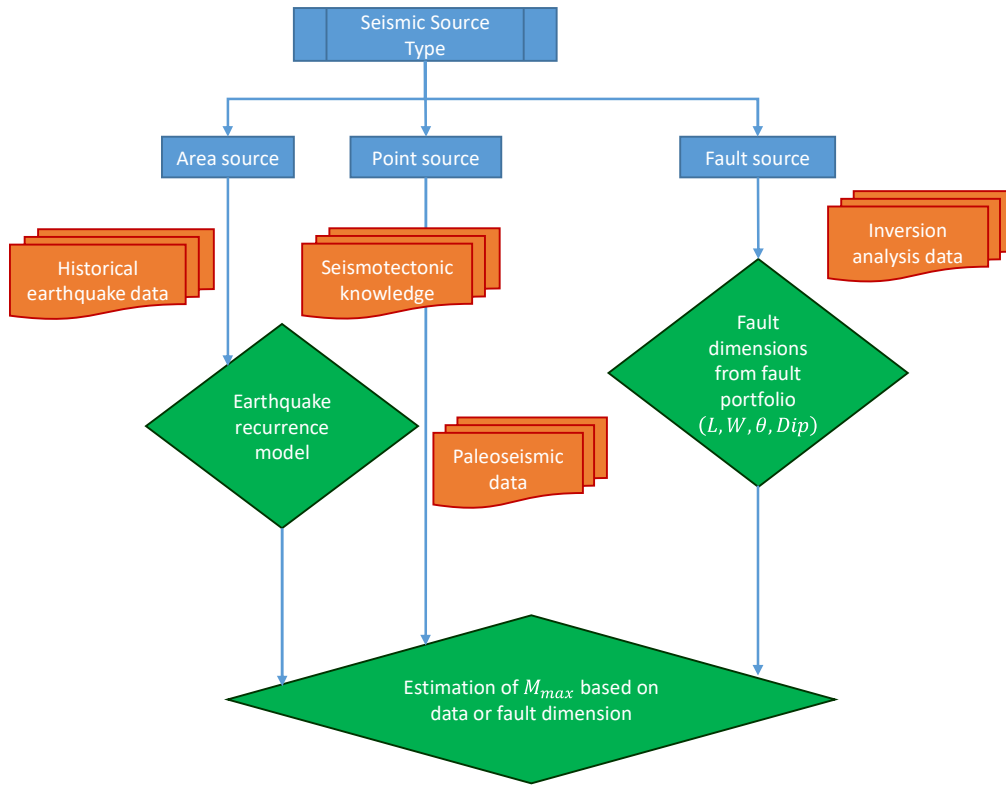 Seismic Source
Type
Area source
Point source
Fault source
Historical
earthquake data
Seismotectonic
knowledge
Inversion
analysis data
Earthquake
recurrence
model
Paleoseismic
data
Fault
dimensions
from fault
portfolio
(L, W, θ, Dip)
Estimation of M_max based on
data or fault dimension